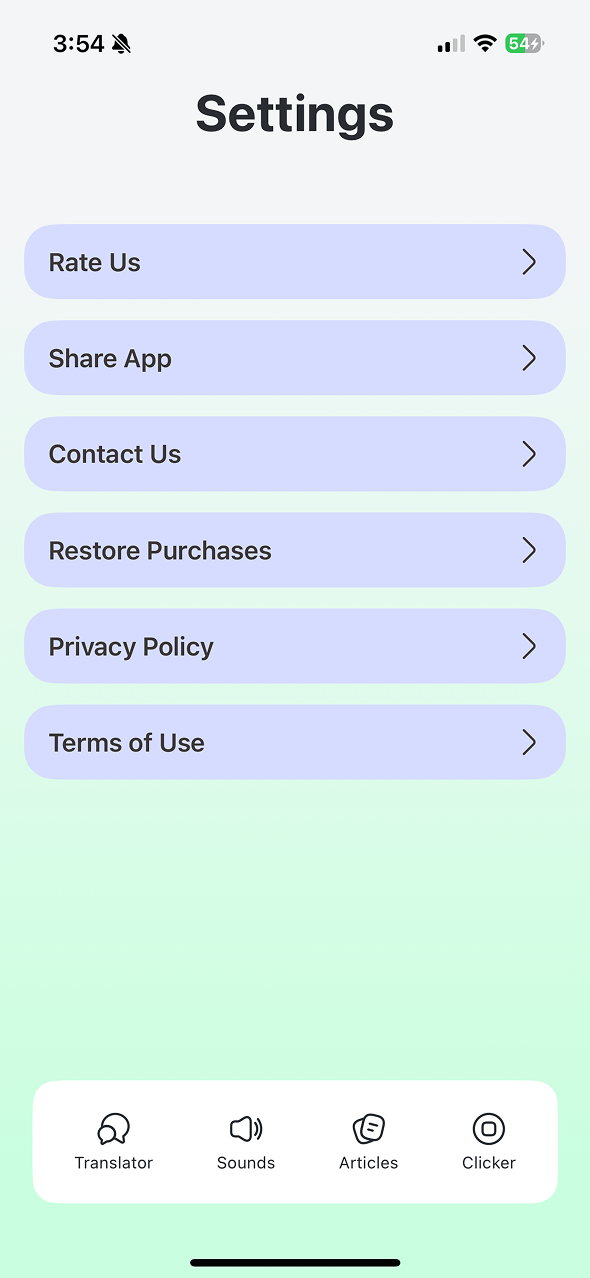 3:54
54
Settings
Rate Us
Share App
Contact Us
Restore Purchases
Privacy Policy
Terms of Use
Translator Sounds Articles Clicker